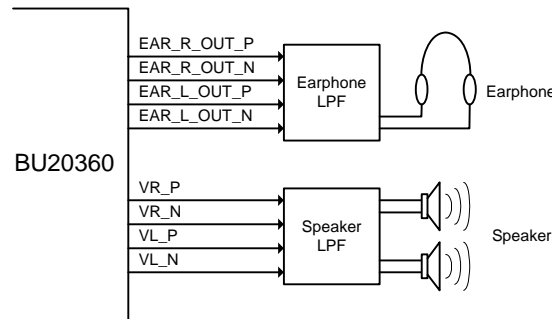 EAR_R_OUT_P
EAR_R_OUT_N
EAR_L_OUT_P
EAR_L_OUT_N
Earphone
LPF
Earphone
BU20360
VR_P
VR_N
VL_P
VL_N
Speaker
LPF
Speaker